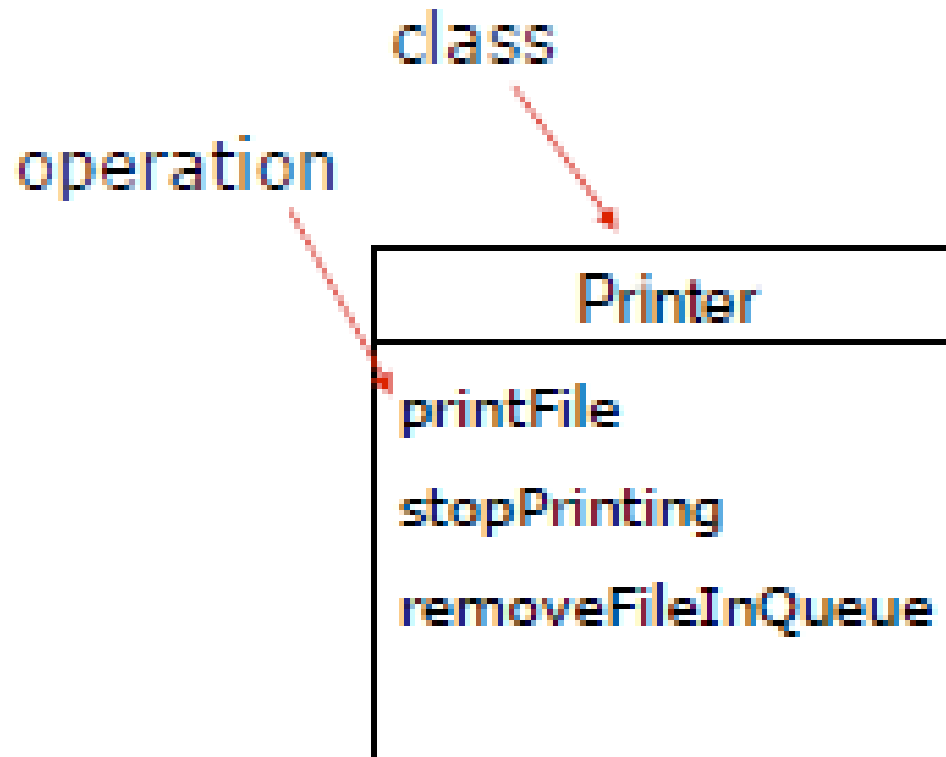 class
operation
Printer
printFile
stopPrinting
removeFileInQueue